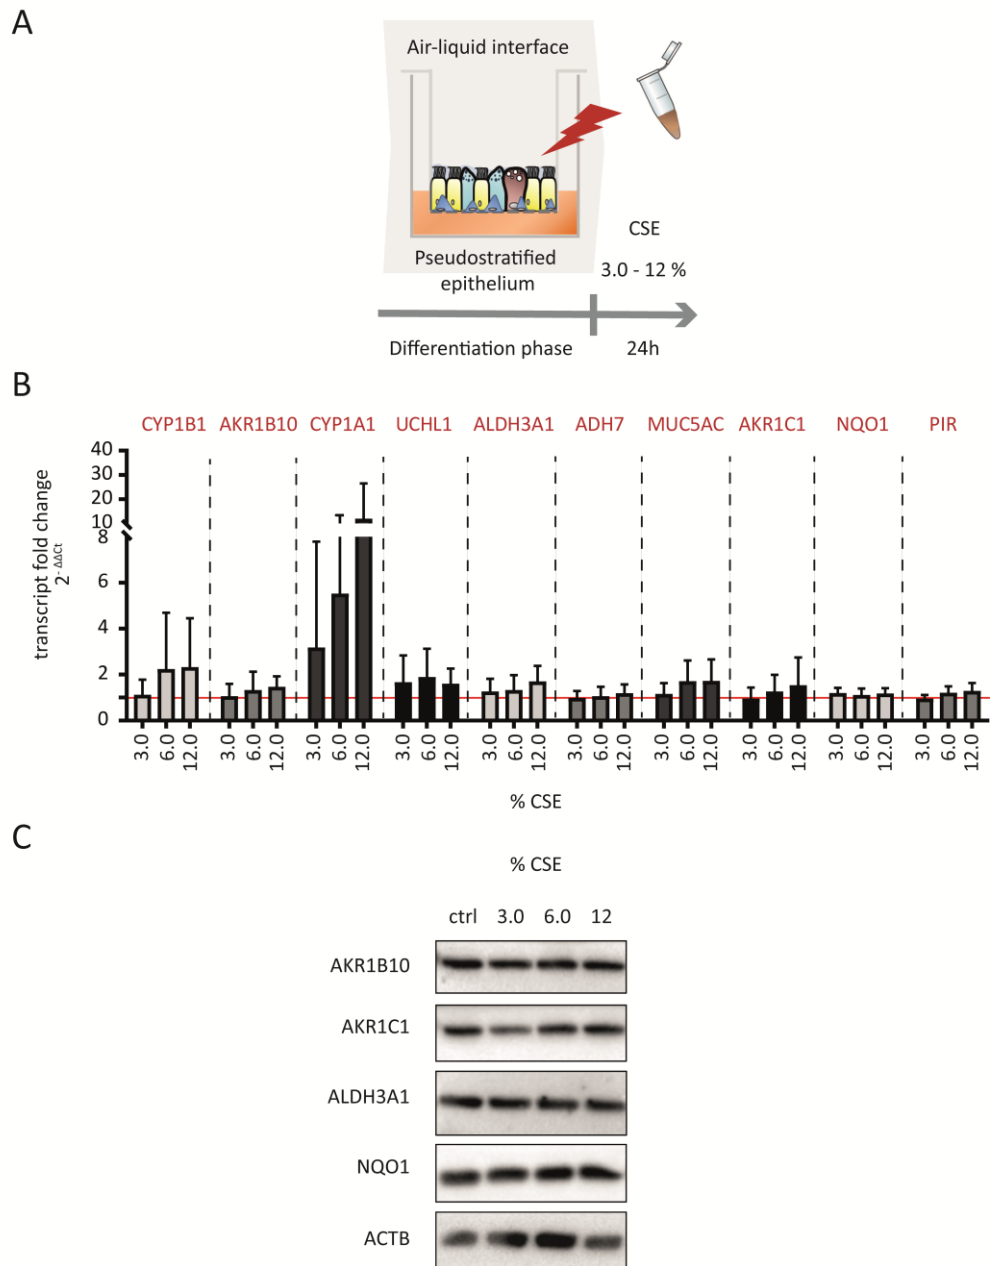 A
Air-liquid interface
Pseudostratified
epithelium
CSE
3.0 - 12 %
Differentiation phase
24h
B
CYP1B1 AKR1B10 CYP1A1 UCHL1 ALDH3A1 ADH7 MUC5AC AKR1C1 NQO1 PIR
transcript fold change
2^-ΔΔCt
40
30
20
10
8
6
4
2
0
3.0 6.0 12.0 3.0 6.0 12.0 3.0 6.0 12.0 3.0 6.0 12.0 3.0 6.0 12.0 3.0 6.0 12.0 3.0 6.0 12.0 3.0 6.0 12.0 3.0 6.0 12.0 3.0 6.0 12.0
% CSE
C
% CSE
ctrl 3.0 6.0 12
AKR1B10
AKR1C1
ALDH3A1
NQO1
ACTB